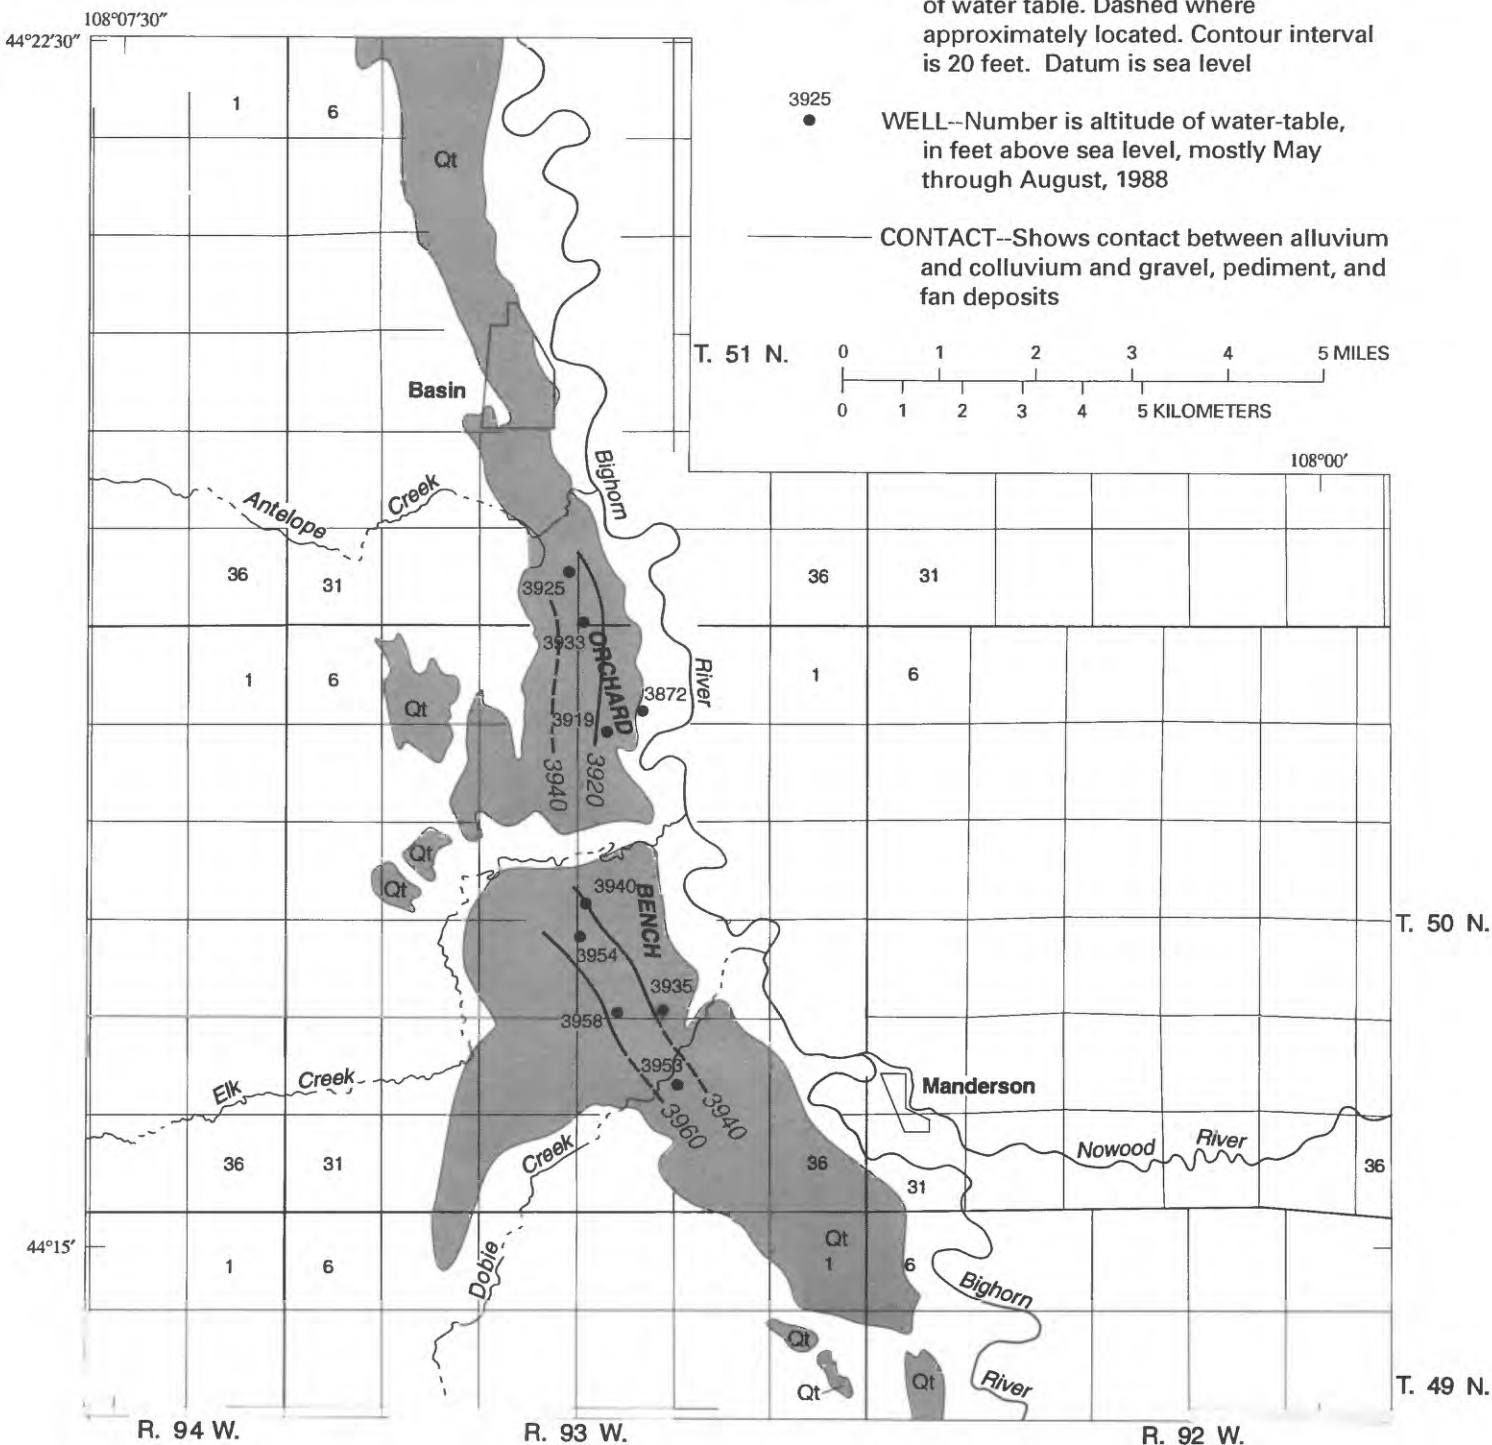 of water table. Dashed where
approximately located. Contour interval
is 20 feet. Datum is sea level
3925
WELL--Number is altitude of water-table,
in feet above sea level, mostly May
through August, 1988
CONTACT--Shows contact between alluvium
and colluvium and gravel, pediment, and
fan deposits
0 1 2 3 4 5 MILES
0 1 2 3 4 5 KILOMETERS
108°07'30"
44°22'30"
1 6
Qt
T. 51 N.
Basin
Bighorn
108°00'
Antelope Creek
36 31
3925
36 31
3933
ORCHARD
1 6
Qt
River
3872
1 6
3919
3940
3920
Qt
Qt
3940
BENCH
T. 50 N.
3954
3935
3958
3953
Elk Creek
Manderson
3960
3940
Creek
Nowood River
36 31
36
31
36
44°15'
1 6
Dobie
Qt
1 6
Bighorn
Qt
Qt
Qt
River
T. 49 N.
R. 94 W.
R. 93 W.
R. 92 W.